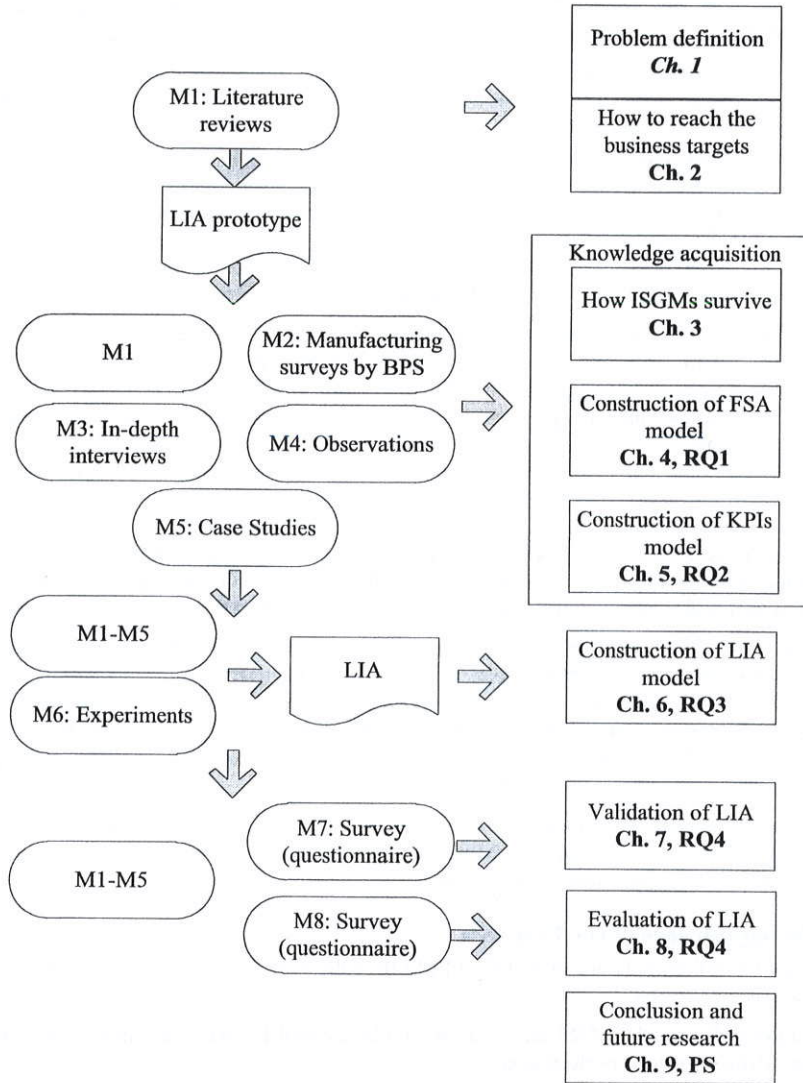 Problem definition
Ch. 1
M1: Literature
reviews
How to reach the
business targets
Ch. 2
LIA prototype
Knowledge acquisition
How ISGMs survive
Ch. 3
M1
M2: Manufacturing
surveys by BPS
M3: In-depth
interviews
M4: Observations
Construction of FSA
model
Ch. 4, RQ1
M5: Case Studies
Construction of KPIs
model
Ch. 5, RQ2
M1-M5
M6: Experiments
LIA
Construction of LIA
model
Ch. 6, RQ3
M1-M5
M7: Survey
(questionnaire)
Validation of LIA
Ch. 7, RQ4
M8: Survey
(questionnaire)
Evaluation of LIA
Ch. 8, RQ4
Conclusion and
future research
Ch. 9, PS